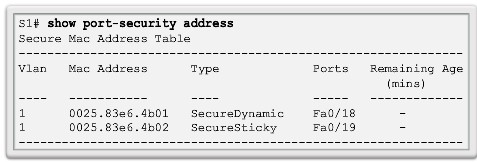 S1# show port-security address
Secure Mac Address Table
-----------------------------------------------------------------
Vlan    Mac Address      Type             Ports     Remaining Age
                                                       (mins)
----    -----------      ----             -----     -------------
1       0025.83e6.4b01   SecureDynamic    Fa0/18       -
1       0025.83e6.4b02   SecureSticky     Fa0/19       -
-----------------------------------------------------------------